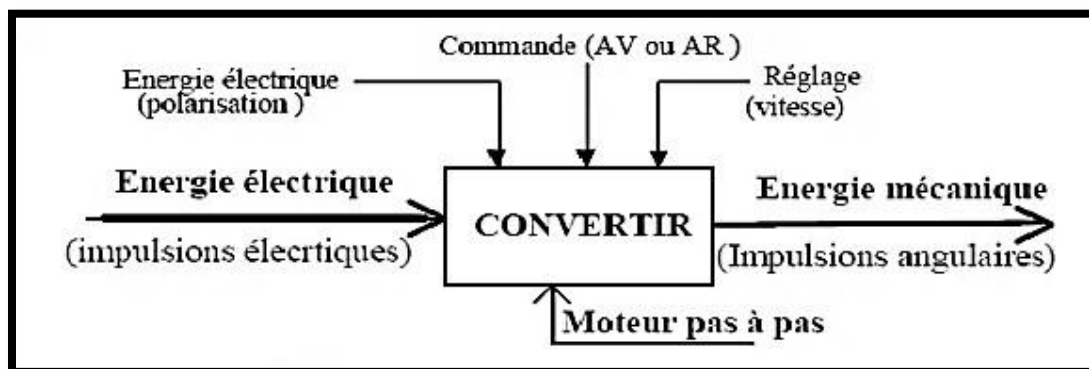 Commande (AV ou AR )
Energie électrique
(polarisation )
Réglage
(vitesse)
Energie électrique
(impulsions élecrtiques)
CONVERTIR
Energie mécanique
(Impulsions angulaires)
Moteur pas à pas